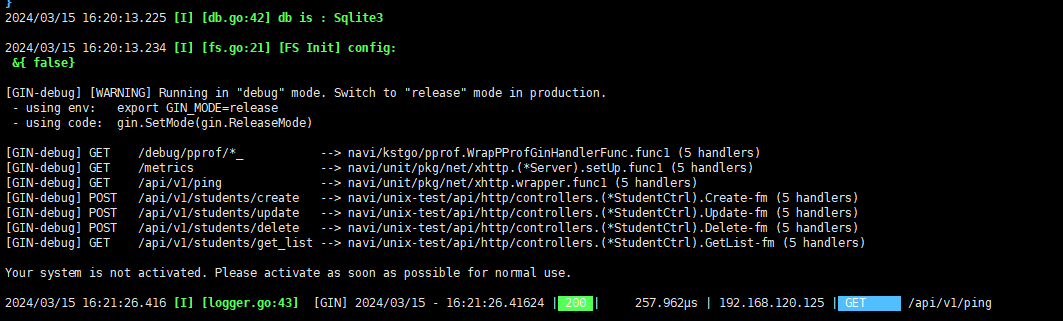 }
2024/03/15 16:20:13.225 [I] [db.go:42] db is : Sqlite3
2024/03/15 16:20:13.234 [I] [fs.go:21] [FS Init] config:
&{ false}
[GIN-debug] [WARNING] Running in "debug" mode. Switch to "release" mode in production.
- using env:   export GIN_MODE=release
- using code:  gin.SetMode(gin.ReleaseMode)
[GIN-debug] GET    /debug/pprof/*_           --> navi/kstgo/pprof.WrapPProfGinHandlerFunc.func1 (5 handlers)
[GIN-debug] GET    /metrics                  --> navi/unit/pkg/net/xhttp.(*Server).setUp.func1 (5 handlers)
[GIN-debug] GET    /api/v1/ping              --> navi/unit/pkg/net/xhttp.wrapper.func1 (5 handlers)
[GIN-debug] POST   /api/v1/students/create   --> navi/unix-test/api/http/controllers.(*StudentCtrl).Create-fm (5 handlers)
[GIN-debug] POST   /api/v1/students/update   --> navi/unix-test/api/http/controllers.(*StudentCtrl).Update-fm (5 handlers)
[GIN-debug] POST   /api/v1/students/delete   --> navi/unix-test/api/http/controllers.(*StudentCtrl).Delete-fm (5 handlers)
[GIN-debug] GET    /api/v1/students/get_list --> navi/unix-test/api/http/controllers.(*StudentCtrl).GetList-fm (5 handlers)
Your system is not activated. Please activate as soon as possible for normal use.
2024/03/15 16:21:26.416 [I] [logger.go:43]  [GIN] 2024/03/15 - 16:21:26.41624 | 200 |     257.962µs | 192.168.120.125 | GET      /api/v1/ping